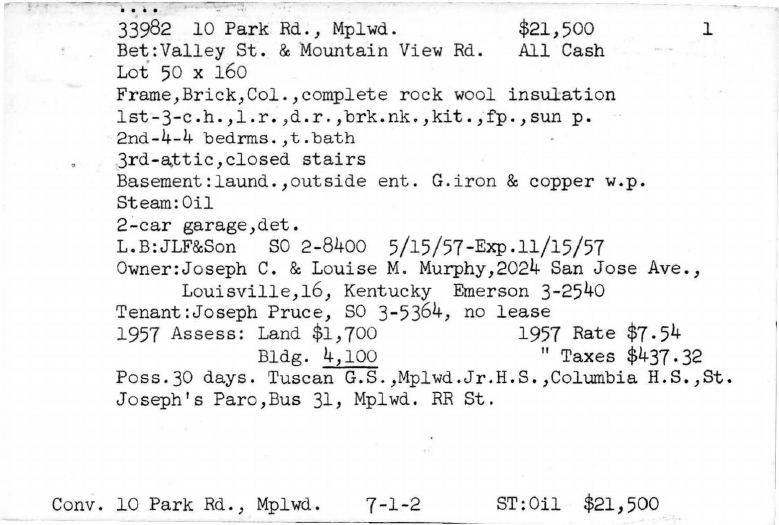 33982 10 Park Rd., Mplwd. $21,500 1
Bet:Valley St. & Mountain View Rd. All Cash
Lot 50 x 160
Frame,Brick,Col.,complete rock wool insulation
1st-3-c.h.,l.r.,d.r.,brk.nk.,kit.,fp.,sun p.
2nd-4-4 bedrms.,t.bath
3rd-attic,closed stairs
Basement:laund.,outside ent. G.iron & copper w.p.
Steam:Oil
2-car garage,det.
L.B:JLF&Son SO 2-8400 5/15/57-Exp.11/15/57
Owner:Joseph C. & Louise M. Murphy,2024 San Jose Ave.,
Louisville,16, Kentucky Emerson 3-2540
Tenant:Joseph Pruce, SO 3-5364, no lease
1957 Assess: Land $1,700 1957 Rate $7.54
Bldg. 4,100 " Taxes $437.32
Poss.30 days. Tuscan G.S.,Mplwd.Jr.H.S.,Columbia H.S.,St.
Joseph's Paro,Bus 31, Mplwd. RR St.
Conv. 10 Park Rd., Mplwd. 7-1-2 ST:Oil $21,500